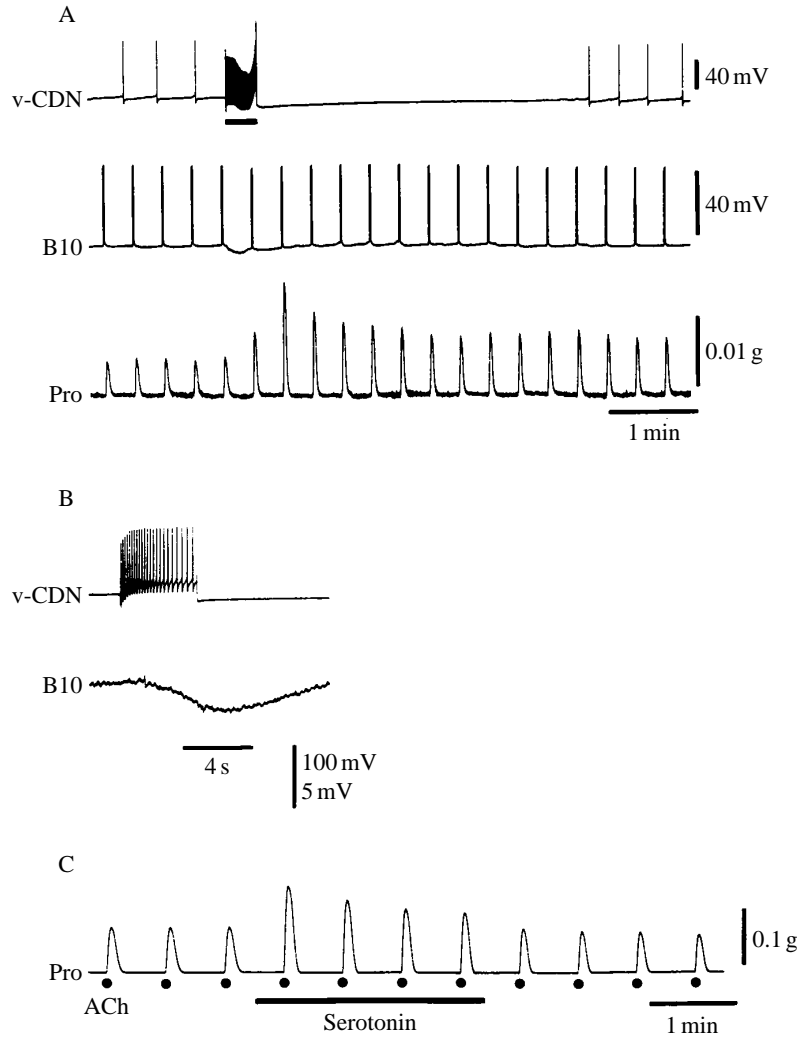 A
v-CDN
40 mV
B10
40 mV
Pro
0.01 g
1 min
B
v-CDN
B10
4 s
100 mV
5 mV
C
Pro
0.1 g
ACh
Serotonin
1 min